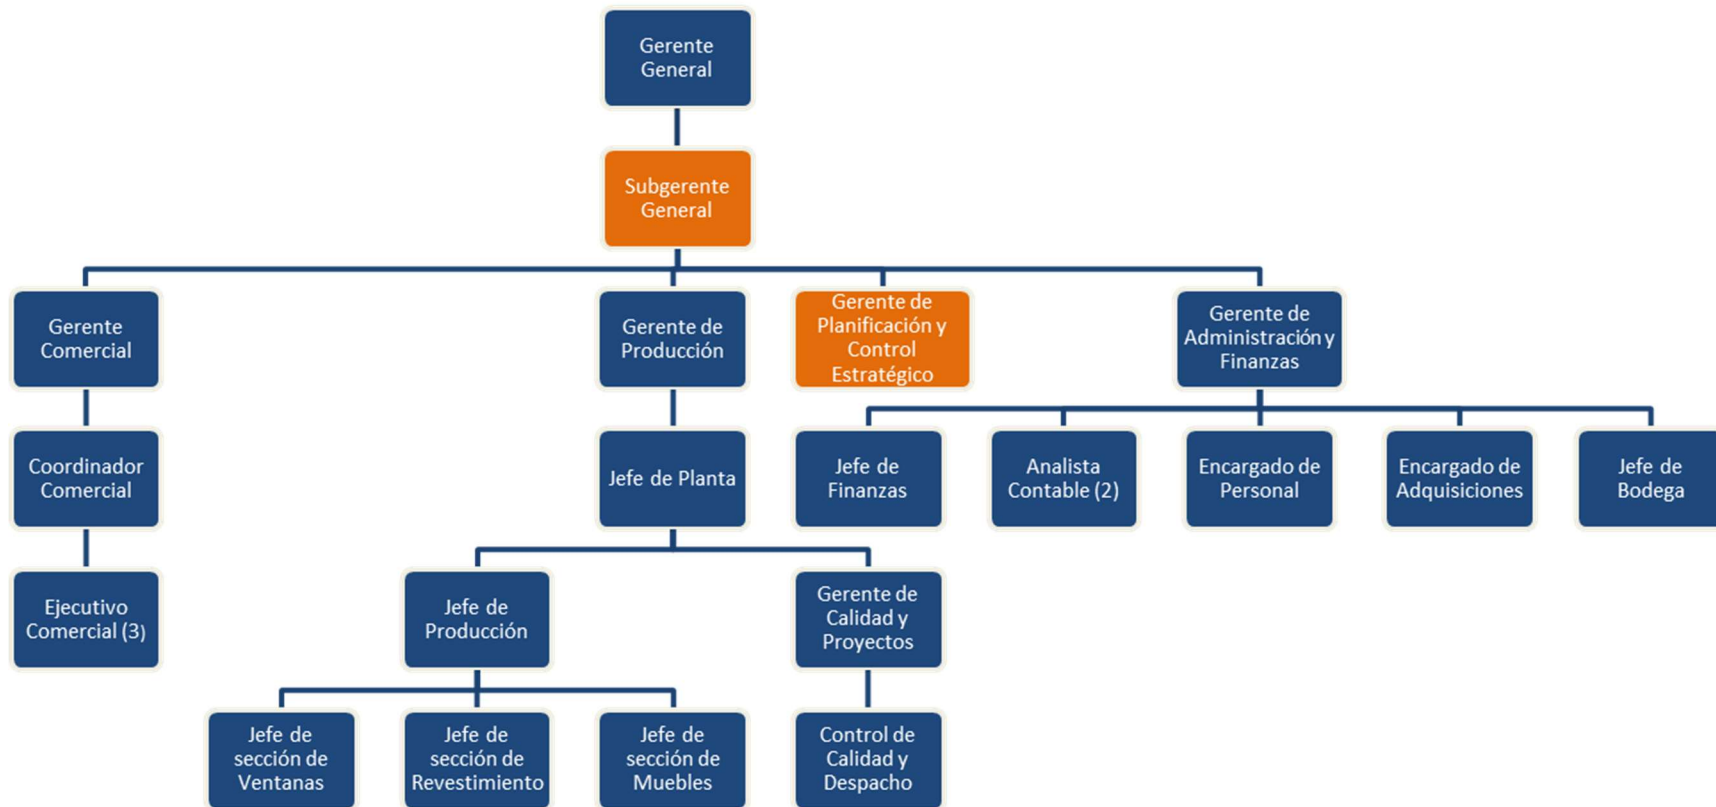 Gerente
General
Subgerente
General
Gerente
Comercial
Gerente de
Producción
Gerente de
Planificación y
Control
Estratégico
Gerente de
Administración y
Finanzas
Coordinador
Comercial
Jefe de Planta
Jefe de
Finanzas
Analista
Contable (2)
Encargado de
Personal
Encargado de
Adquisiciones
Jefe de
Bodega
Ejecutivo
Comercial (3)
Jefe de
Producción
Gerente de
Calidad y
Proyectos
Jefe de
sección de
Ventanas
Jefe de
sección de
Revestimiento
Jefe de
sección de
Muebles
Control de
Calidad y
Despacho